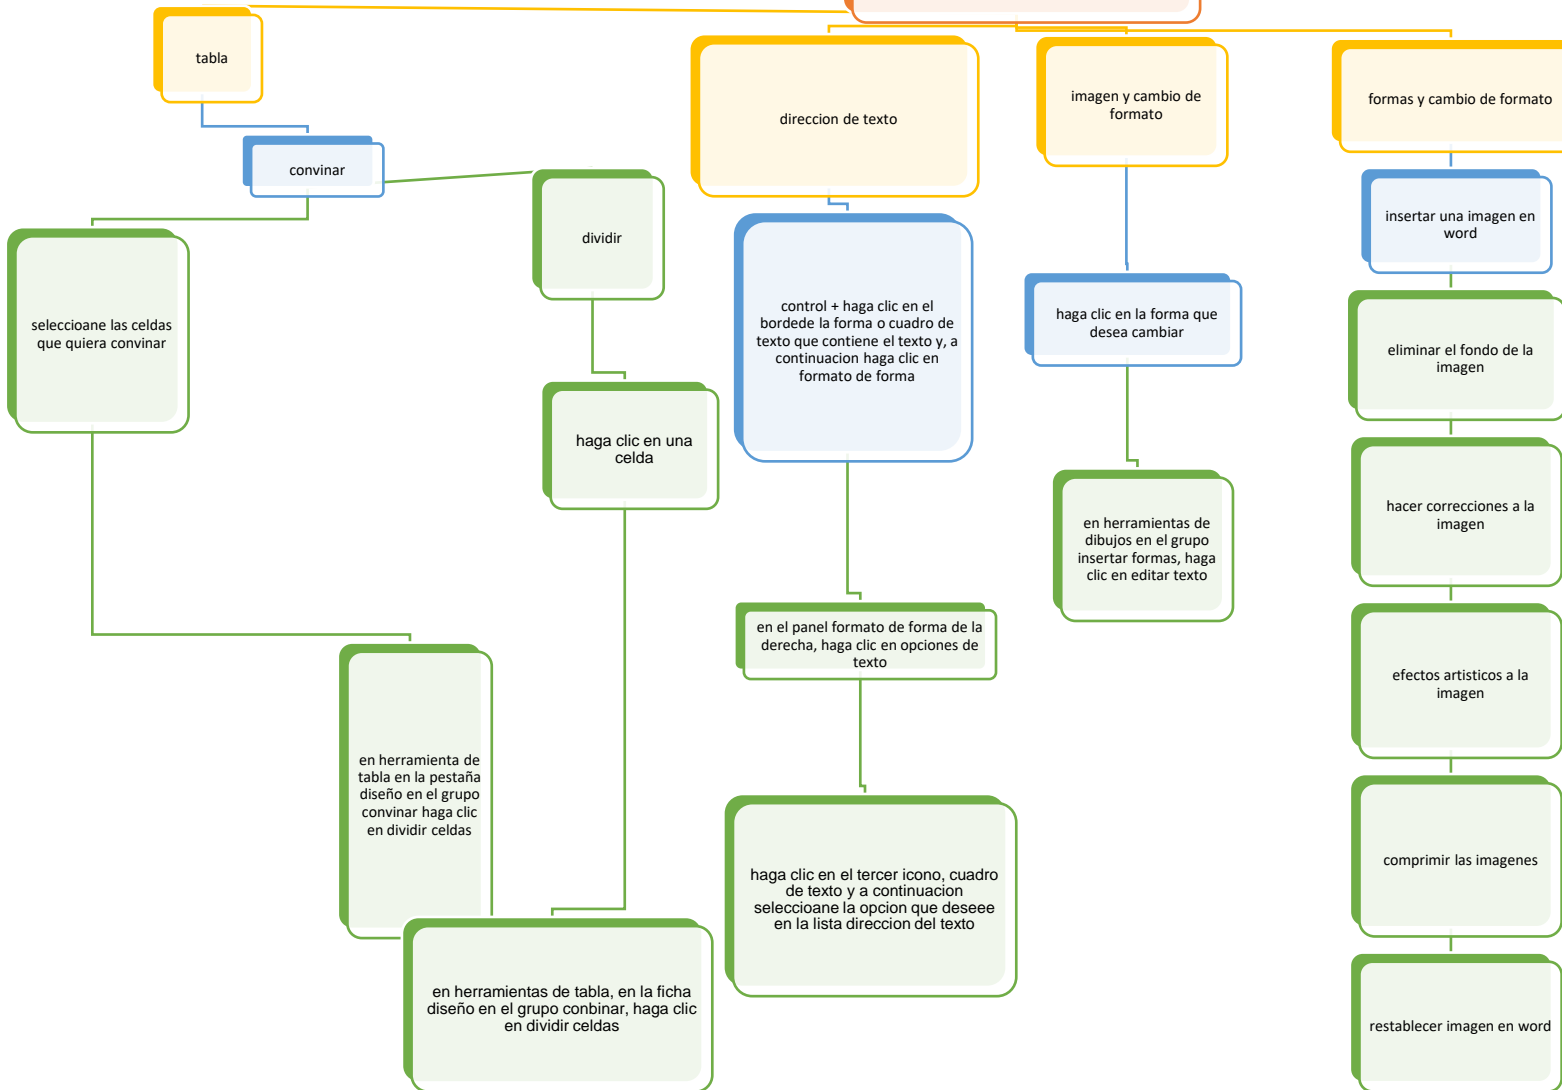 tabla
convinar
seleccioane las celdas
que quiera convinar
en herramienta de
tabla en la pestaña
diseño en el grupo
convinar haga clic
en dividir celdas
dividir
haga clic en una
celda
en herramientas de tabla, en la ficha
diseño en el grupo conbinar, haga clic
en dividir celdas
direccion de texto
control + haga clic en el
bordede la forma o cuadro de
texto que contiene el texto y, a
continuacion haga clic en
formato de forma
en el panel formato de forma de la
derecha, haga clic en opciones de
texto
haga clic en el tercer icono, cuadro
de texto y a continuacion
seleccioane la opcion que deseee
en la lista direccion del texto
imagen y cambio de
formato
haga clic en la forma que
desea cambiar
en herramientas de
dibujos en el grupo
insertar formas, haga
clic en editar texto
formas y cambio de formato
insertar una imagen en
word
eliminar el fondo de la
imagen
hacer correcciones a la
imagen
efectos artisticos a la
imagen
comprimir las imagenes
restablecer imagen en word